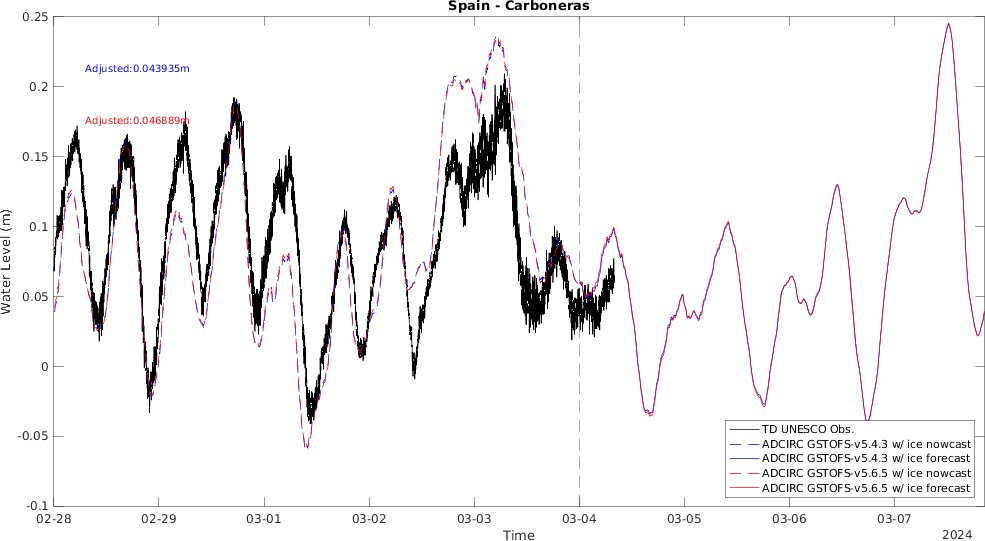 Spain - Carboneras
0.25
0.2
0.15
0.1
0.05
0
-0.05
-0.1
Water Level (m)
Adjusted:0.043935m
Adjusted:0.046889m
TD UNESCO Obs.
ADCIRC GSTOFS-v5.4.3 w/ ice nowcast
ADCIRC GSTOFS-v5.4.3 w/ ice forecast
ADCIRC GSTOFS-v5.6.5 w/ ice nowcast
ADCIRC GSTOFS-v5.6.5 w/ ice forecast
02-28 02-29 03-01 03-02 03-03 03-04 03-05 03-06 03-07
Time
2024